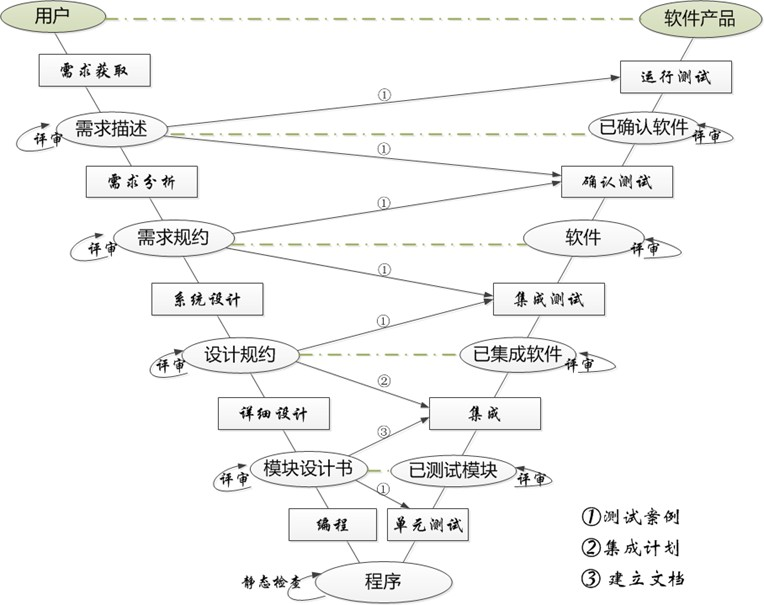 用户
软件产品
需求获取
运行测试
①
需求描述
已确认软件
评审
评审
①
需求分析
确认测试
①
需求规约
软件
评审
评审
①
系统设计
集成测试
①
设计规约
已集成软件
评审
评审
②
详细设计
集成
③
模块设计书
已测试模块
评审
评审
①
编程
单元测试
①测试案例
②集成计划
③ 建立文档
静态检查
程序